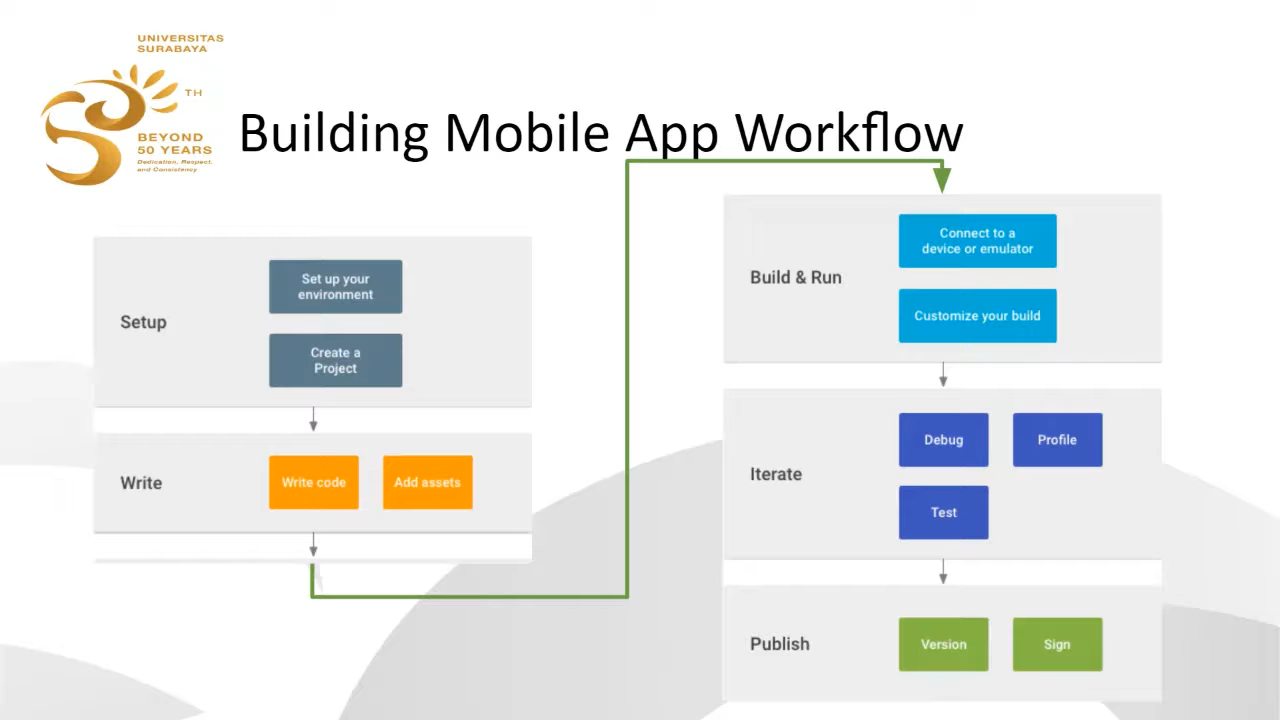 UNIVERSITAS
SURABAYA
TH
BEYOND
50 YEARS
Dedication, Respect,
and Consistency
Building Mobile App Workflow
Setup
Set up your
environment
Create a
Project
Write
Write code
Add assets
Build & Run
Connect to a
device or emulator
Customize your build
Iterate
Debug
Profile
Test
Publish
Version
Sign